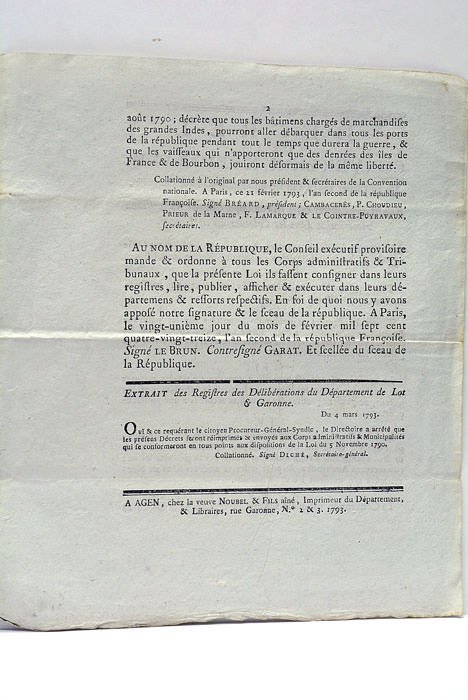 2
août 1790 ; décrète que tous les bâtimens chargés de marchandises
des grandes Indes, pourront aller débarquer dans tous les ports
de la république pendant tout le temps que durera la guerre, &
que les vaisseaux qui n'apporteront que des denrées des îles de
France & de Bourbon, jouiront désormais de la même liberté.
Collationné à l'original par nous président & secrétaires de la Convention
nationale. A Paris, ce 21 février 1793, l'an second de la république
Françoise. Signé BRÉARD, président ; CAMBACERÈS, P. CHOUDIEU,
PRIEUR de la Marne, F. LAMARQUE & LE COINTRE-PUYRAVAUX,
secrétaires.
AU NOM DE LA RÉPUBLIQUE, le Conseil exécutif provisoire
mande & ordonne à tous les Corps administratifs & Tri-
bunaux, que la présente Loi ils fassent consigner dans leurs
registres, lire, publier, afficher & exécuter dans leurs dé-
partemens & ressorts respectifs. En foi de quoi nous y avons
apposé notre signature & le sceau de la république. A Paris,
le vingt-unième jour du mois de février mil sept cent
quatre-vingt-treize, l'an second de la république Françoise.
Signé LE BRUN. Contresigné GARAT. Et scellée du sceau de
la République.
EXTRAIT des Registres des Délibérations du Département de Lot
& Garonne.
Du 4 mars 1793.
OUI & ce requérant le citoyen Procureur-Général-Syndic, le Directoire a arrêté que
les présens Décrets seront réimprimés & envoyés aux Corps administratifs & Municipalités
qui se conformeront en tous points aux dispositions de la Loi du 5 Novembre 1790.
Collationné. Signé DICHÉ, Secrétaire-général.
A AGEN, chez la veuve NOUBEL & FILS aîné, Imprimeur du Département,
& Libraires, rue Garonne, N.º 2 & 3. 1793.